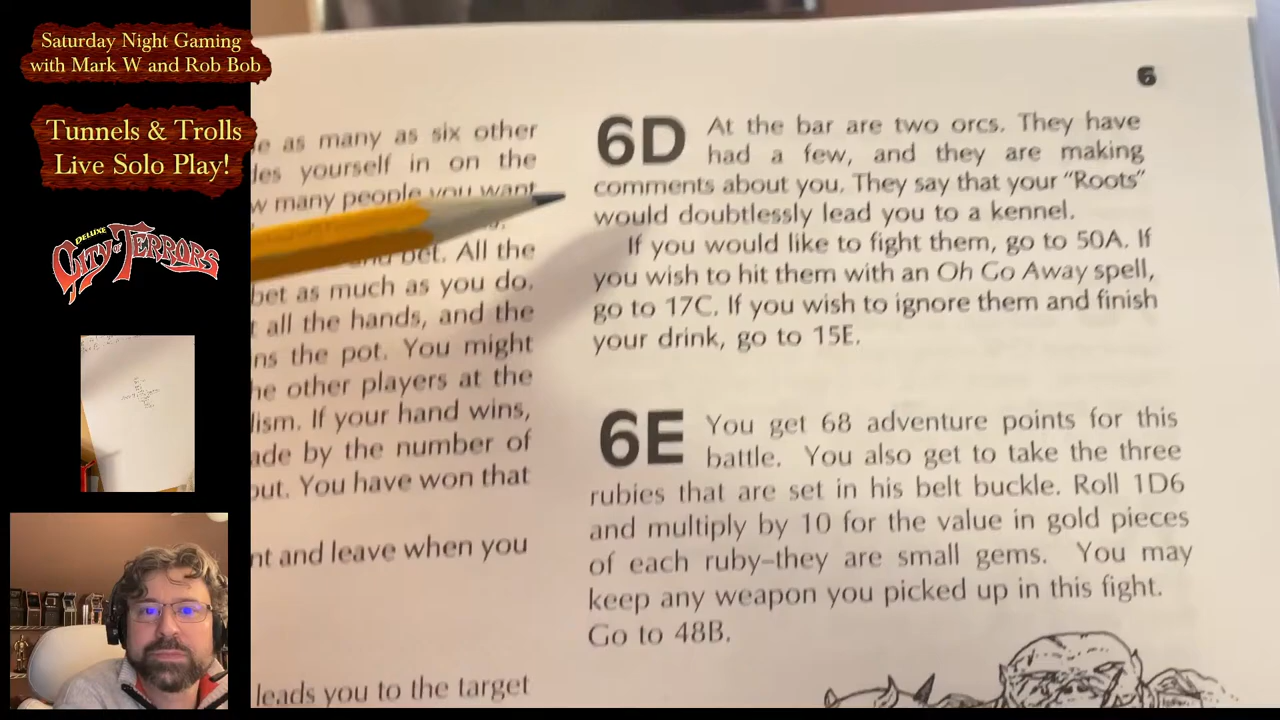 Saturday Night Gaming
with Mark W and Rob Bob
Tunnels & Trolls
Live Solo Play!
DELUXE
CITY OF TERRORS
6
as many as six other
yourself in on the
many people you want
bet. All the
bet as much as you do.
all the hands, and the
the pot. You might
other players at the
If your hand wins,
by the number of
You have won that
and leave when you
leads you to the target
6D At the bar are two orcs. They have
had a few, and they are making
comments about you. They say that your “Roots”
would doubtlessly lead you to a kennel.
If you would like to fight them, go to 50A. If
you wish to hit them with an Oh Go Away spell,
go to 17C. If you wish to ignore them and finish
your drink, go to 15E.
6E You get 68 adventure points for this
battle. You also get to take the three
rubies that are set in his belt buckle. Roll 1D6
and multiply by 10 for the value in gold pieces
of each ruby–they are small gems. You may
keep any weapon you picked up in this fight.
Go to 48B.